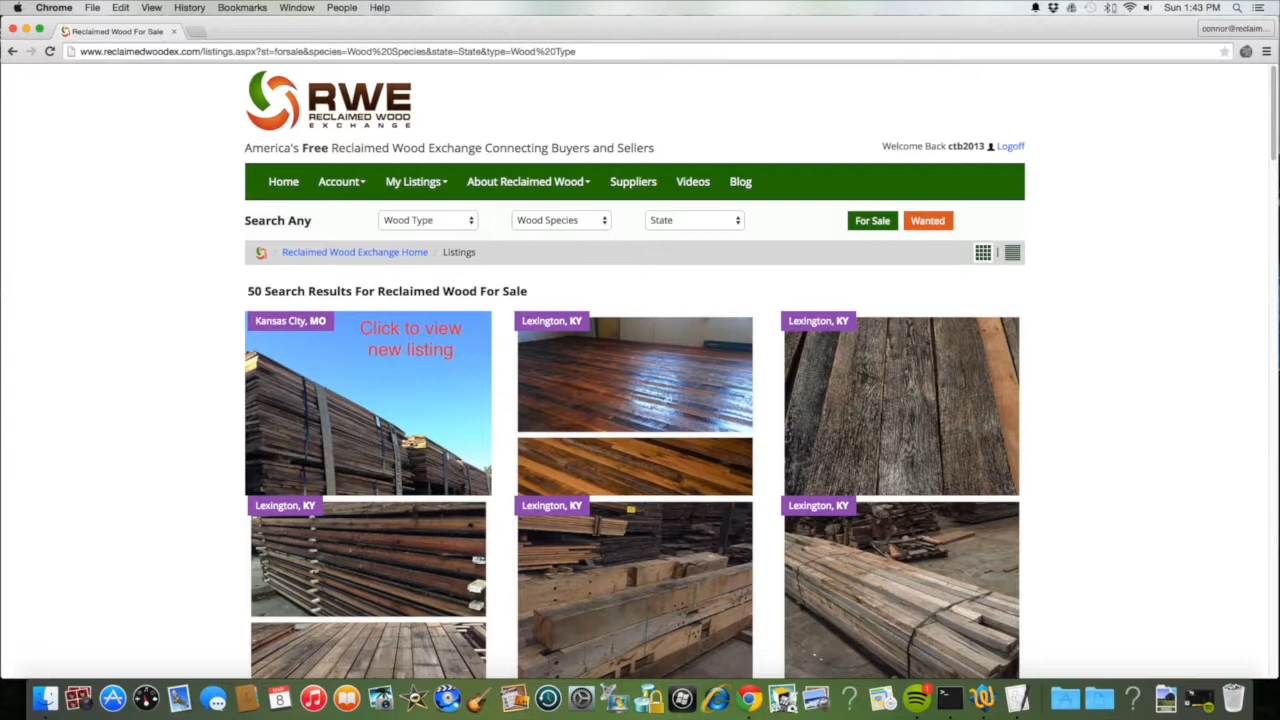 Chrome File Edit View History Bookmarks Window People Help Sun 1:43 PM
Reclaimed Wood For Sale
connor@reclaim...
www.reclaimedwoodex.com/listings.aspx?st=forsale&species=Wood%20Species&state=State&type=Wood%20Type
RWE
RECLAIMED WOOD
EXCHANGE
America's Free Reclaimed Wood Exchange Connecting Buyers and Sellers
Welcome Back ctb2013 Logoff
Home Account My Listings About Reclaimed Wood Suppliers Videos Blog
Search Any Wood Type Wood Species State For Sale Wanted
Reclaimed Wood Exchange Home / Listings
50 Search Results For Reclaimed Wood For Sale
Kansas City, MO
Click to view
new listing
Lexington, KY
Lexington, KY
Lexington, KY
Lexington, KY
Lexington, KY
8
1